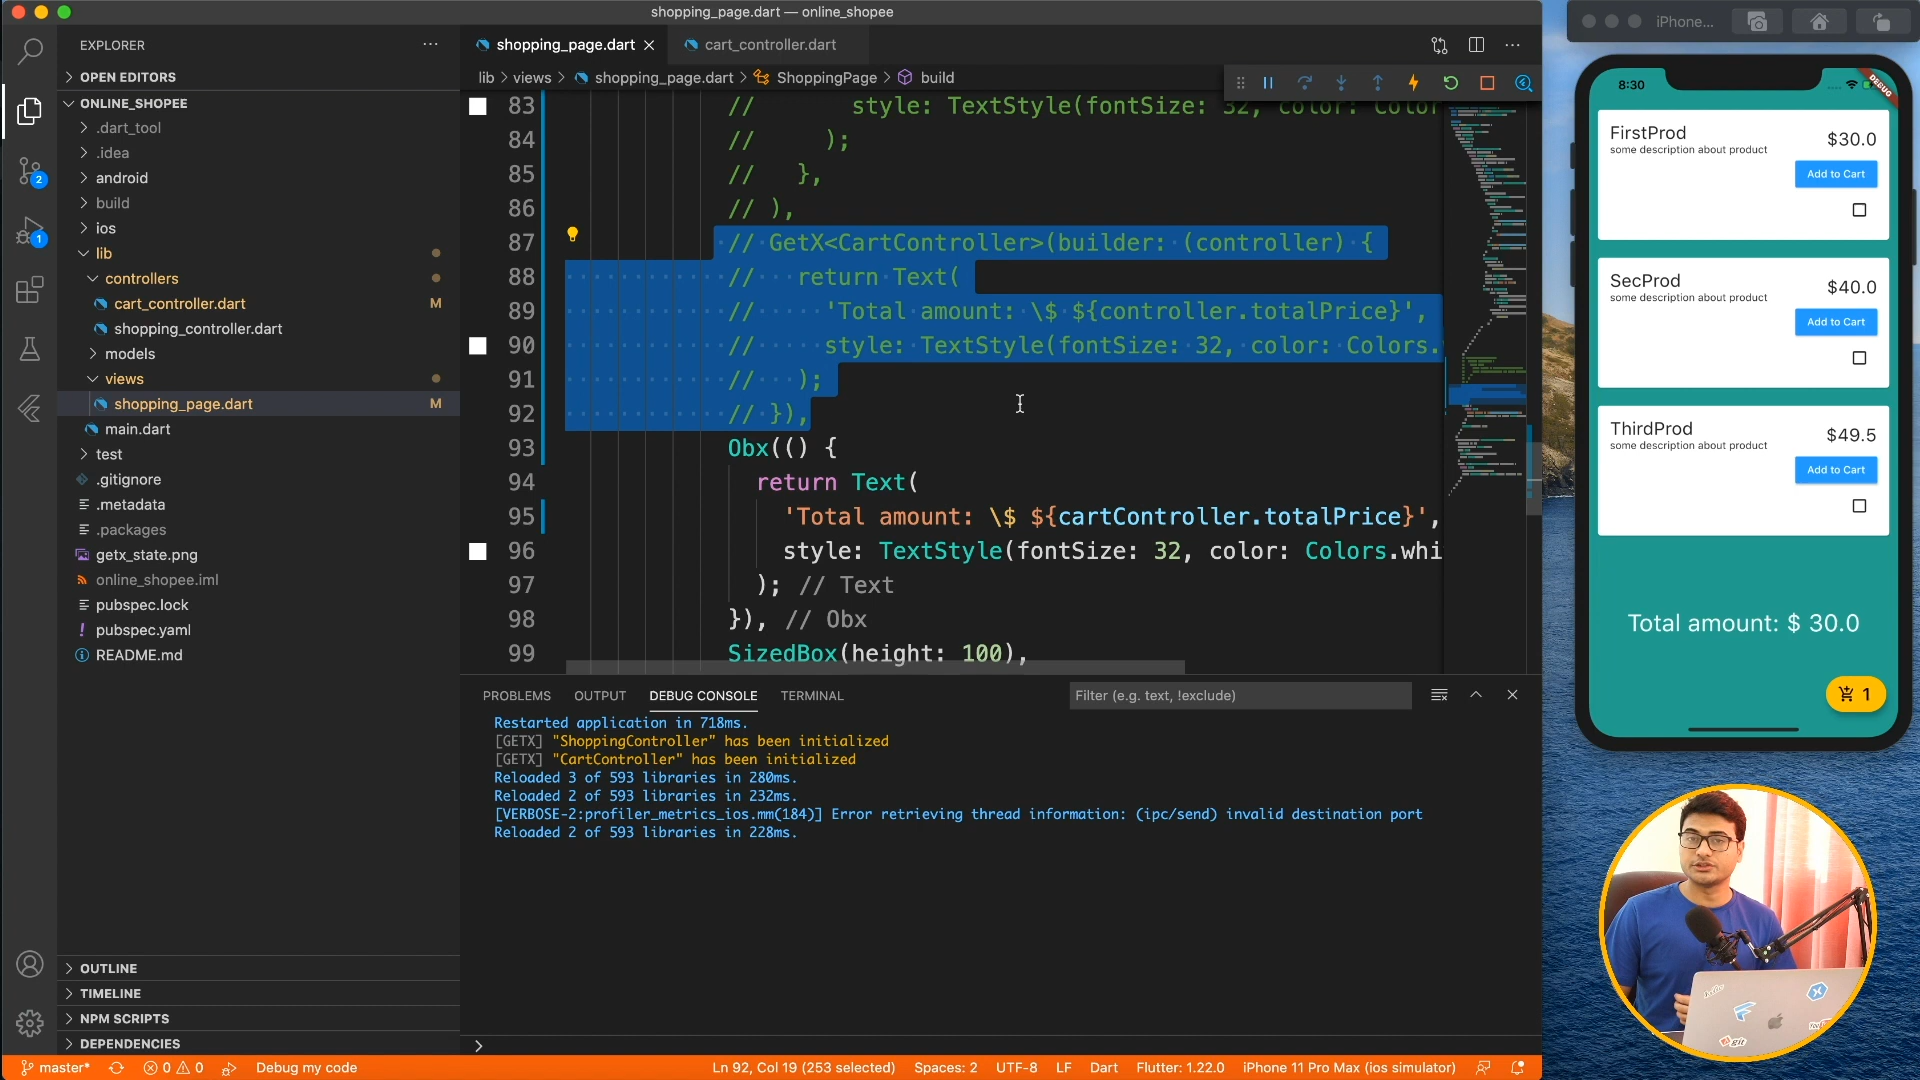 shopping_page.dart — online_shopee
iPhone...
EXPLORER
OPEN EDITORS
ONLINE_SHOPEE
.dart_tool
.idea
android
build
ios
lib
controllers
cart_controller.dart M
shopping_controller.dart
models
views
shopping_page.dart M
main.dart
test
.gitignore
.metadata
.packages
getx_state.png
online_shopee.iml
pubspec.lock
pubspec.yaml
README.md
OUTLINE
TIMELINE
NPM SCRIPTS
DEPENDENCIES
2
1
shopping_page.dart cart_controller.dart
lib > views > shopping_page.dart > ShoppingPage > build
83 // style: TextStyle(fontSize: 32, color: Color
84 // );
85 // },
86 // ),
87 // GetX<CartController>(builder: (controller) {
88 // return Text(
89 // 'Total amount: \$ ${controller.totalPrice}',
90 // style: TextStyle(fontSize: 32, color: Colors.
91 // );
92 // }),
93 Obx(() {
94 return Text(
95 'Total amount: \$ ${cartController.totalPrice}',
96 style: TextStyle(fontSize: 32, color: Colors.whi
97 ); // Text
98 }), // Obx
99 SizedBox(height: 100),
PROBLEMS OUTPUT DEBUG CONSOLE TERMINAL Filter (e.g. text, !exclude)
Restarted application in 718ms.
[GETX] "ShoppingController" has been initialized
[GETX] "CartController" has been initialized
Reloaded 3 of 593 libraries in 280ms.
Reloaded 2 of 593 libraries in 232ms.
[VERBOSE-2:profiler_metrics_ios.mm(184)] Error retrieving thread information: (ipc/send) invalid destination port
Reloaded 2 of 593 libraries in 228ms.
master* 0 0 Debug my code Ln 92, Col 19 (253 selected) Spaces: 2 UTF-8 LF Dart Flutter: 1.22.0 iPhone 11 Pro Max (ios simulator)
8:30
DEBUG
FirstProd $30.0
some description about product
Add to Cart
SecProd $40.0
some description about product
Add to Cart
ThirdProd $49.5
some description about product
Add to Cart
Total amount: $ 30.0
1
git